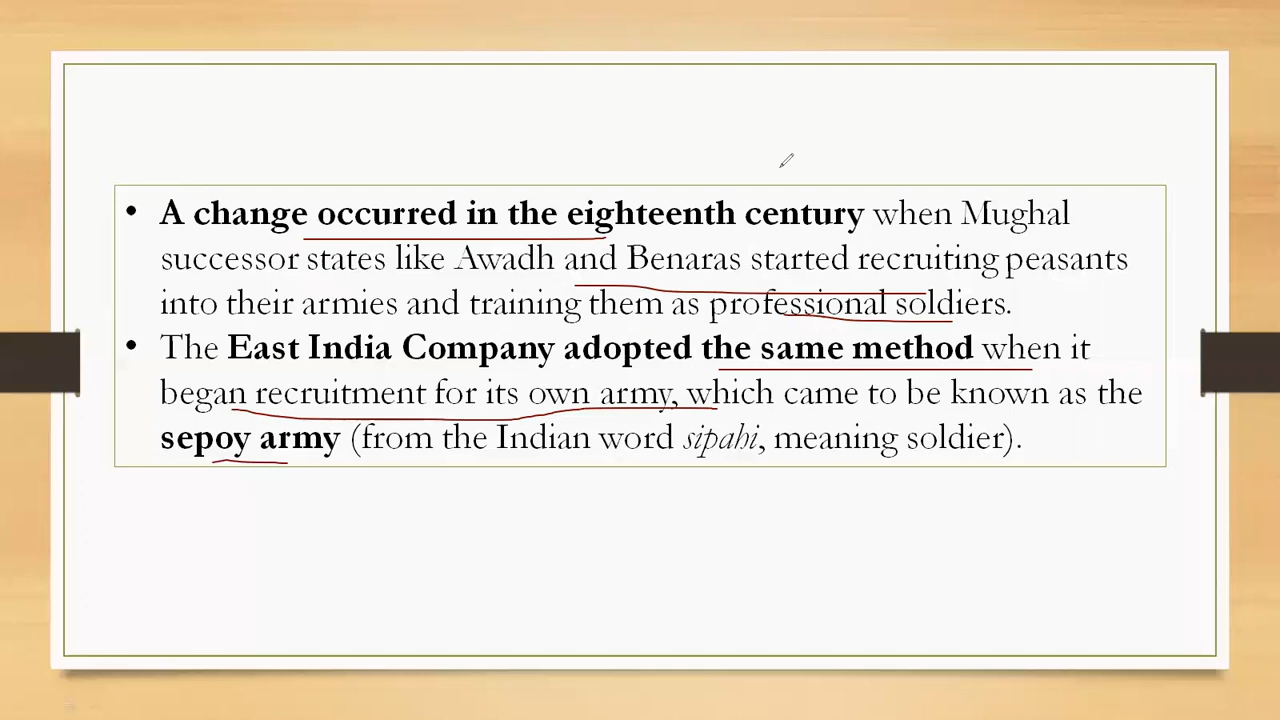 • A change occurred in the eighteenth century when Mughal
successor states like Awadh and Benaras started recruiting peasants
into their armies and training them as professional soldiers.
• The East India Company adopted the same method when it
began recruitment for its own army, which came to be known as the
sepoy army (from the Indian word sipahi, meaning soldier).